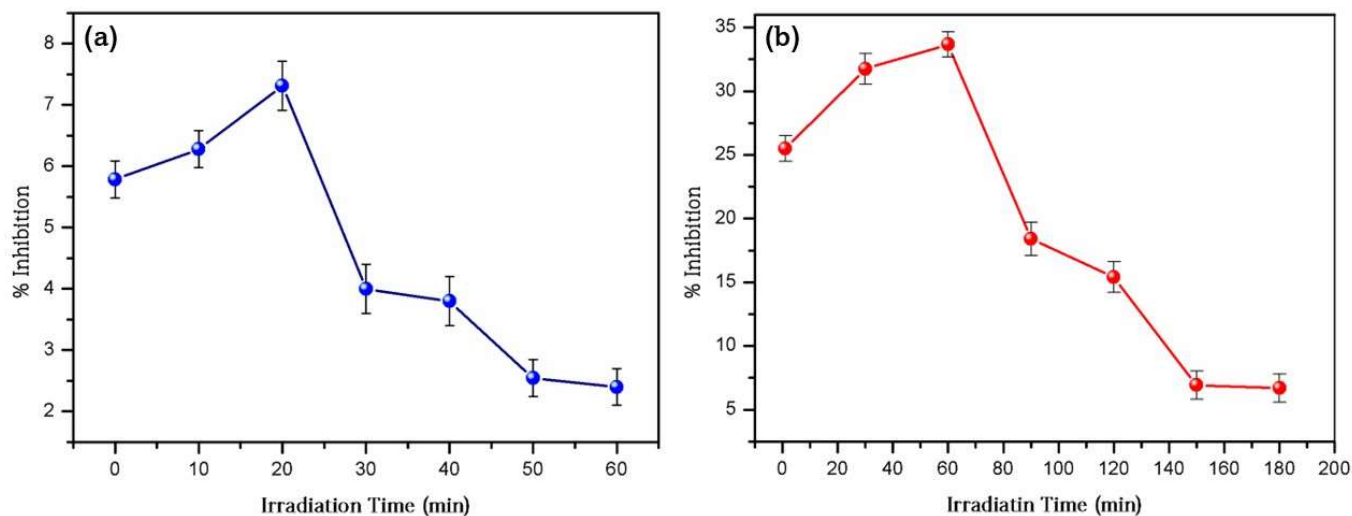 (a)
% Inhibition
8
7
6
5
4
3
2
0 10 20 30 40 50 60
Irradiation Time (min)
(b)
% Inhibition
35
30
25
20
15
10
5
0 20 40 60 80 100 120 140 160 180 200
Irradiatin Time (min)